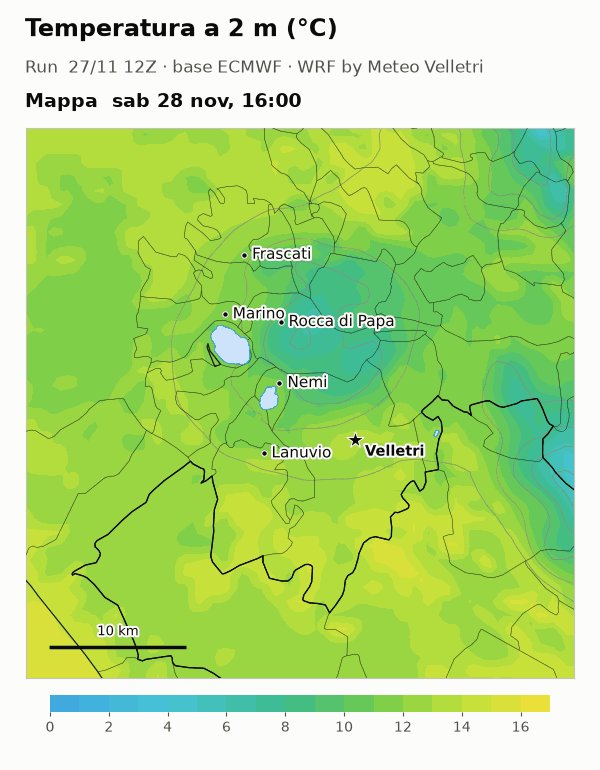 Temperatura a 2 m (°C)
Run  27/11 12Z · base ECMWF · WRF by Meteo Velletri
Mappa  sab 28 nov, 16:00
Frascati
Marino
Rocca di Papa
Nemi
Velletri
Lanuvio
10 km
0 2 4 6 8 10 12 14 16